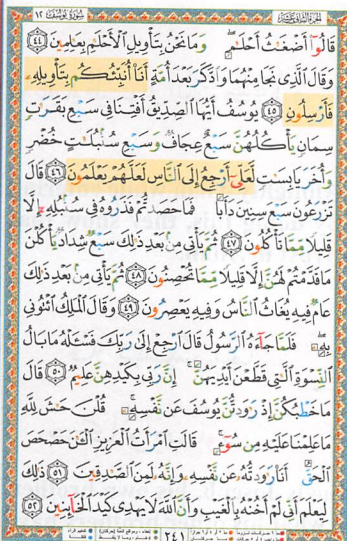 الجزء الثاني عشر سورة يوسف ١٢
قَالُوٓا۟ أَضْغَٰثُ أَحْلَٰمٍۖ وَمَا نَحْنُ بِتَأْوِيلِ ٱلْأَحْلَٰمِ بِعَٰلِمِينَ ٤٤
وَقَالَ ٱلَّذِى نَجَا مِنْهُمَا وَٱدَّكَرَ بَعْدَ أُمَّةٍ أَنَا۠ أُنَبِّئُكُم بِتَأْوِيلِهِۦ
فَأَرْسِلُونِ ٤٥ يُوسُفُ أَيُّهَا ٱلصِّدِّيقُ أَفْتِنَا فِى سَبْعِ بَقَرَٰتٍ
سِمَانٍ يَأْكُلُهُنَّ سَبْعٌ عِجَافٌ وَسَبْعِ سُنۢبُلَٰتٍ خُضْرٍ
وَأُخَرَ يَابِسَٰتٍ لَّعَلِّىٓ أَرْجِعُ إِلَى ٱلنَّاسِ لَعَلَّهُمْ يَعْلَمُونَ ٤٦ قَالَ
تَزْرَعُونَ سَبْعَ سِنِينَ دَأَبًا فَمَا حَصَدتُّمْ فَذَرُوهُ فِى سُنۢبُلِهِۦٓ إِلَّا
قَلِيلًا مِّمَّا تَأْكُلُونَ ٤٧ ثُمَّ يَأْتِى مِنۢ بَعْدِ ذَٰلِكَ سَبْعٌ شِدَادٌ يَأْكُلْنَ
مَا قَدَّمْتُمْ لَهُنَّ إِلَّا قَلِيلًا مِّمَّا تُحْصِنُونَ ٤٨ ثُمَّ يَأْتِى مِنۢ بَعْدِ ذَٰلِكَ
عَامٌ فِيهِ يُغَاثُ ٱلنَّاسُ وَفِيهِ يَعْصِرُونَ ٤٩ وَقَالَ ٱلْمَلِكُ ٱئْتُونِى
بِهِۦۖ فَلَمَّا جَآءَهُ ٱلرَّسُولُ قَالَ ٱرْجِعْ إِلَىٰ رَبِّكَ فَسْـَٔلْهُ مَا بَالُ
ٱلنِّسْوَةِ ٱلَّٰتِى قَطَّعْنَ أَيْدِيَهُنَّۚ إِنَّ رَبِّى بِكَيْدِهِنَّ عَلِيمٌ ٥٠ قَالَ
مَا خَطْبُكُنَّ إِذْ رَٰوَدتُّنَّ يُوسُفَ عَن نَّفْسِهِۦۚ قُلْنَ حَٰشَ لِلَّهِ
مَا عَلِمْنَا عَلَيْهِ مِن سُوٓءٍۚ قَالَتِ ٱمْرَأَتُ ٱلْعَزِيزِ ٱلْـَٰٔنَ حَصْحَصَ
ٱلْحَقُّ أَنَا۠ رَٰوَدتُّهُۥ عَن نَّفْسِهِۦ وَإِنَّهُۥ لَمِنَ ٱلصَّٰدِقِينَ ٥١ ذَٰلِكَ
لِيَعْلَمَ أَنِّى لَمْ أَخُنْهُ بِٱلْغَيْبِ وَأَنَّ ٱللَّهَ لَا يَهْدِى كَيْدَ ٱلْخَآئِنِينَ ٥٢
٢٤١